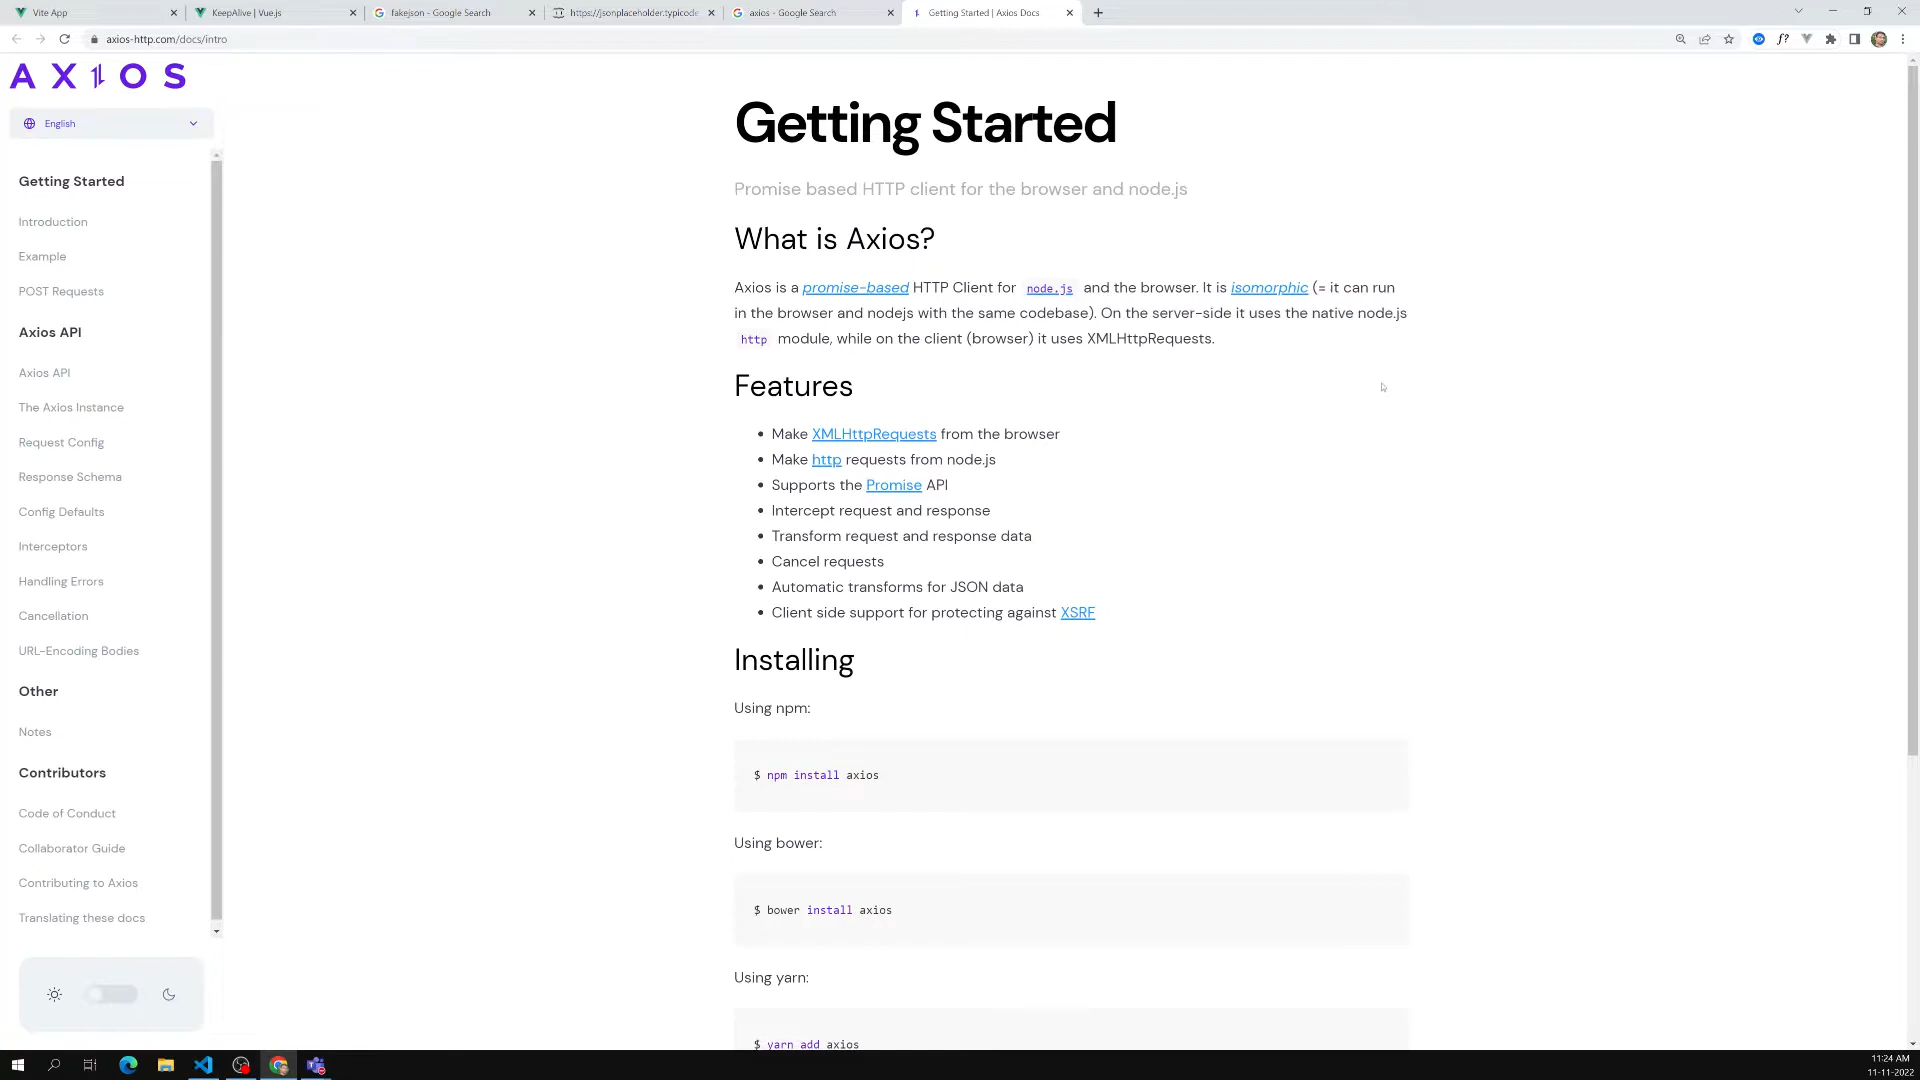 Vite App
KeepAlive | Vue.js
fakejson - Google Search
https://jsonplaceholder.typicode
axios - Google Search
Getting Started | Axios Docs
axios-http.com/docs/intro
AXIOS
English
Getting Started
Introduction
Example
POST Requests
Axios API
Axios API
The Axios Instance
Request Config
Response Schema
Config Defaults
Interceptors
Handling Errors
Cancellation
URL-Encoding Bodies
Other
Notes
Contributors
Code of Conduct
Collaborator Guide
Contributing to Axios
Translating these docs
Getting Started
Promise based HTTP client for the browser and node.js
What is Axios?
Axios is a promise-based HTTP Client for node.js and the browser. It is isomorphic (= it can run
in the browser and nodejs with the same codebase). On the server-side it uses the native node.js
http module, while on the client (browser) it uses XMLHttpRequests.
Features
• Make XMLHttpRequests from the browser
• Make http requests from node.js
• Supports the Promise API
• Intercept request and response
• Transform request and response data
• Cancel requests
• Automatic transforms for JSON data
• Client side support for protecting against XSRF
Installing
Using npm:
$ npm install axios
Using bower:
$ bower install axios
Using yarn:
$ yarn add axios
11:24 AM
11-11-2022